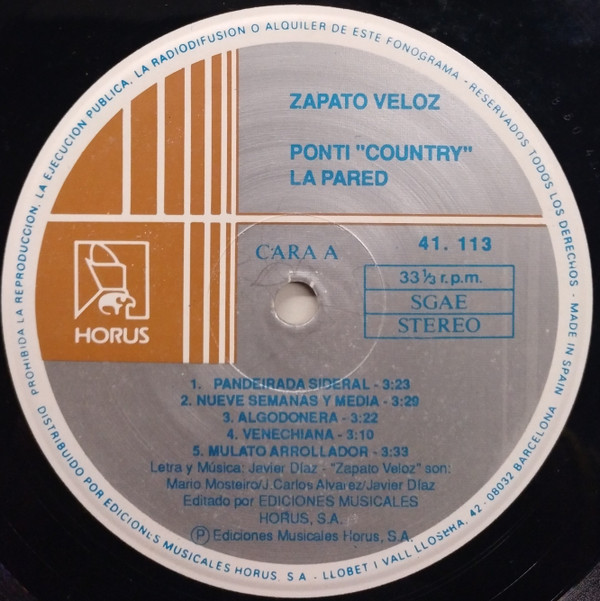 ZAPATO VELOZ
PONTI "COUNTRY"
LA PARED
CARA A
41. 113
33 ⅓ r.p.m.
SGAE
STEREO
HORUS
1. PANDEIRADA SIDERAL - 3:23
2. NUEVE SEMANAS Y MEDIA - 3:29
3. ALGODONERA - 3:22
4. VENECHIANA - 3:10
5. MULATO ARROLLADOR - 3:33
Letra y Música: Javier Díaz - "Zapato Veloz" son:
Mario Mosteiro/J. Carlos Alvarez/Javier Díaz
Editado por EDICIONES MUSICALES
HORUS, S.A.
Ⓟ Ediciones Musicales Horus, S.A.
PROHIBIDA LA REPRODUCCION, LA EJECUCION PUBLICA, LA RADIODIFUSION O ALQUILER DE ESTE FONOGRAMA - RESERVADOS TODOS LOS DERECHOS - MADE IN SPAIN
DISTRIBUIDO POR EDICIONES MUSICALES HORUS, S A - LLOBET I VALL LLOSERA, 42 - 08032 BARCELONA